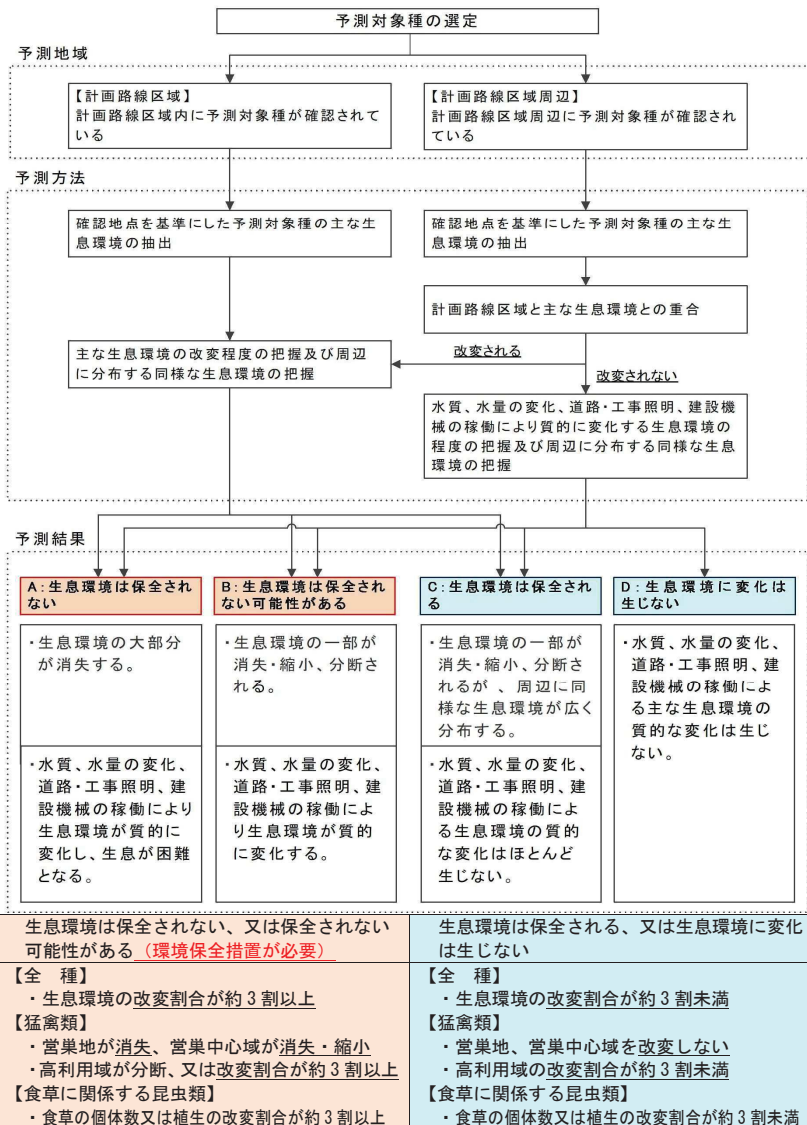 予測対象種の選定
予測地域
【計画路線区域】
計画路線区域内に予測対象種が確認されて
いる
【計画路線区域周辺】
計画路線区域周辺に予測対象種が確認され
ている
予測方法
確認地点を基準にした予測対象種の主な生
息環境の抽出
確認地点を基準にした予測対象種の主な生
息環境の抽出
計画路線区域と主な生息環境との重合
主な生息環境の改変程度の把握及び周辺
に分布する同様な生息環境の把握
改変される
改変されない
水質、水量の変化、道路・工事照明、建設機
械の稼働により質的に変化する生息環境の
程度の把握及び周辺に分布する同様な生息
環境の把握
予測結果
A：生息環境は保全され
ない
B：生息環境は保全され
ない可能性がある
C：生息環境は保全され
る
D：生息環境に変化は
生じない
・生息環境の大部分
が消失する。
・生息環境の一部が
消失・縮小、分断さ
れる。
・生息環境の一部が
消失・縮小、分断さ
れるが、周辺に同
様な生息環境が広く
分布する。
・水質、水量の変化、
道路・工事照明、建
設機械の稼働によ
る主な生息環境の
質的な変化は生じ
ない。
・水質、水量の変化、
道路・工事照明、建
設機械の稼働により
生息環境が質的に
変化し、生息が困難
となる。
・水質、水量の変化、
道路・工事照明、建
設機械の稼働によ
り生息環境が質的
に変化する。
・水質、水量の変化、
道路・工事照明、建
設機械の稼働によ
る生息環境の質的
な変化はほとんど
生じない。
生息環境は保全されない、又は保全されない
可能性がある（環境保全措置が必要）
【全　種】
・生息環境の改変割合が約３割以上
【猛禽類】
・営巣地が消失、営巣中心域が消失・縮小
・高利用域が分断、又は改変割合が約３割以上
【食草に関係する昆虫類】
・食草の個体数又は植生の改変割合が約３割以上
生息環境は保全される、又は生息環境に変化
は生じない
【全　種】
・生息環境の改変割合が約３割未満
【猛禽類】
・営巣地、営巣中心域を改変しない
・高利用域の改変割合が約３割未満
【食草に関係する昆虫類】
・食草の個体数又は植生の改変割合が約３割未満